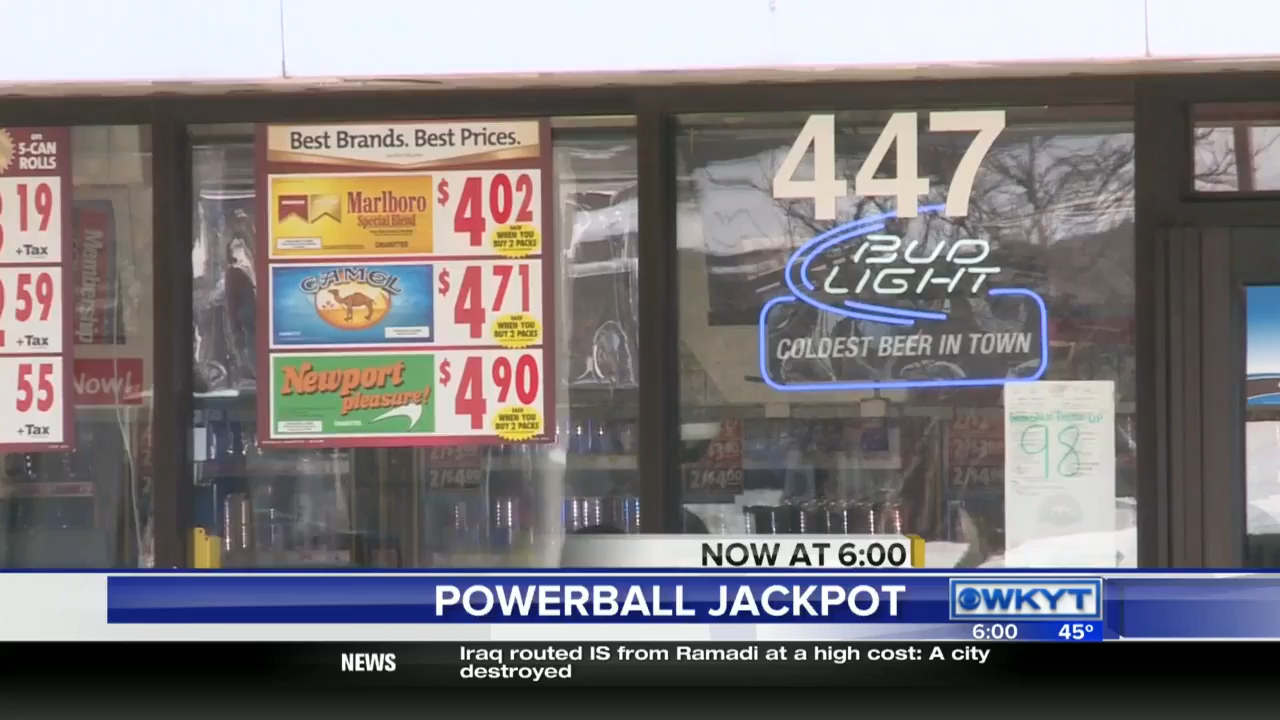 5-CAN
ROLLS
19
+Tax
59
+Tax
55
+Tax
Membership
Now!
Best Brands. Best Prices.
Marlboro
Special Blend
$4.02
WHEN YOU
BUY 2 PACKS
CAMEL
$4.71
WHEN YOU
BUY 2 PACKS
Newport
pleasure!
$4.90
WHEN YOU
BUY 2 PACKS
447
BUD
LIGHT
COLDEST BEER IN TOWN
98
NOW AT 6:00
POWERBALL JACKPOT
WKYT
6:00 45°
NEWS
Iraq routed IS from Ramadi at a high cost: A city
destroyed